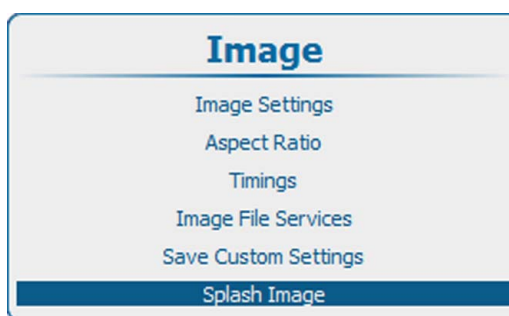 Image
Image Settings
Aspect Ratio
Timings
Image File Services
Save Custom Settings
Splash Image